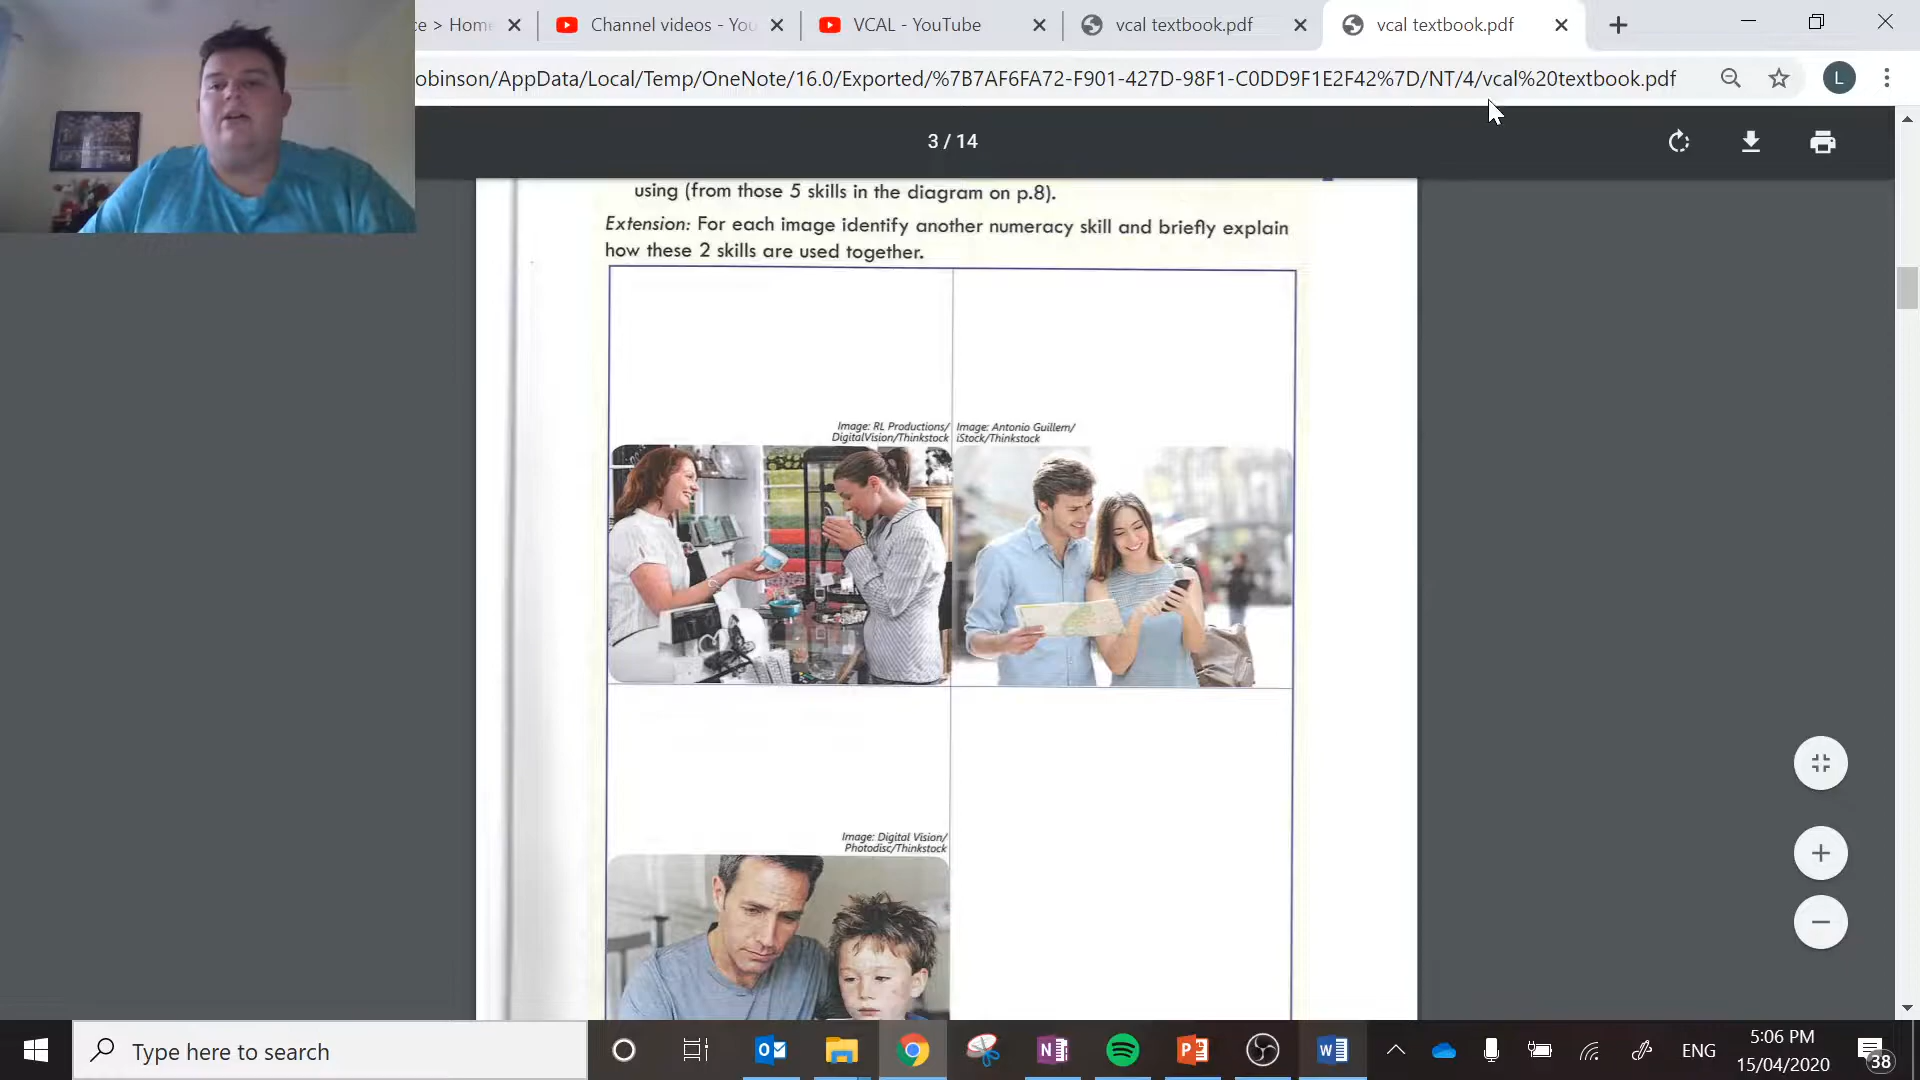 ce > Home
Channel videos - You
VCAL - YouTube
vcal textbook.pdf
vcal textbook.pdf
obinson/AppData/Local/Temp/OneNote/16.0/Exported/%7B7AF6FA72-F901-427D-98F1-C0DD9F1E2F42%7D/NT/4/vcal%20textbook.pdf
L
3 / 14
using (from those 5 skills in the diagram on p.8).
Extension: For each image identify another numeracy skill and briefly explain
how these 2 skills are used together.
Image: RL Productions/
DigitalVision/Thinkstock
Image: Antonio Guillem/
iStock/Thinkstock
Image: Digital Vision/
Photodisc/Thinkstock
Type here to search
ENG
5:06 PM
15/04/2020
38